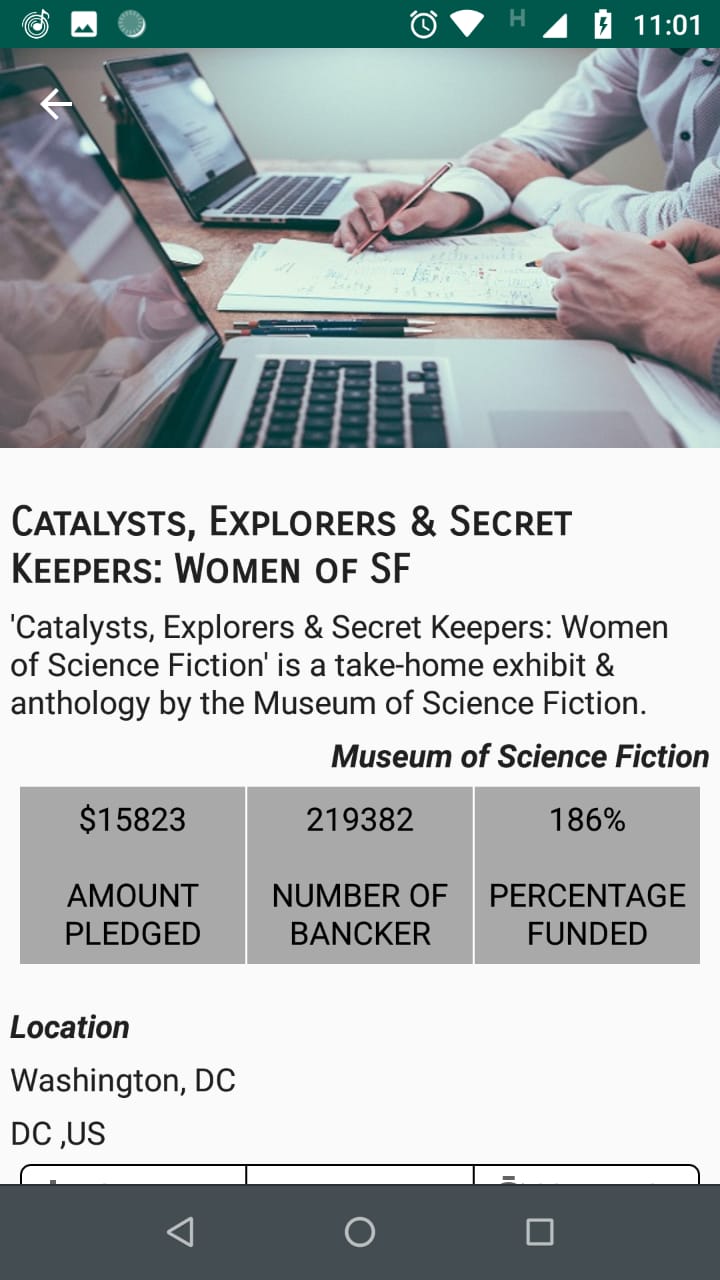 H 11:01
CATALYSTS, EXPLORERS & SECRET
KEEPERS: WOMEN OF SF
'Catalysts, Explorers & Secret Keepers: Women
of Science Fiction' is a take-home exhibit &
anthology by the Museum of Science Fiction.
Museum of Science Fiction
$15823 219382 186%
AMOUNT NUMBER OF PERCENTAGE
PLEDGED BANCKER FUNDED
Location
Washington, DC
DC ,US